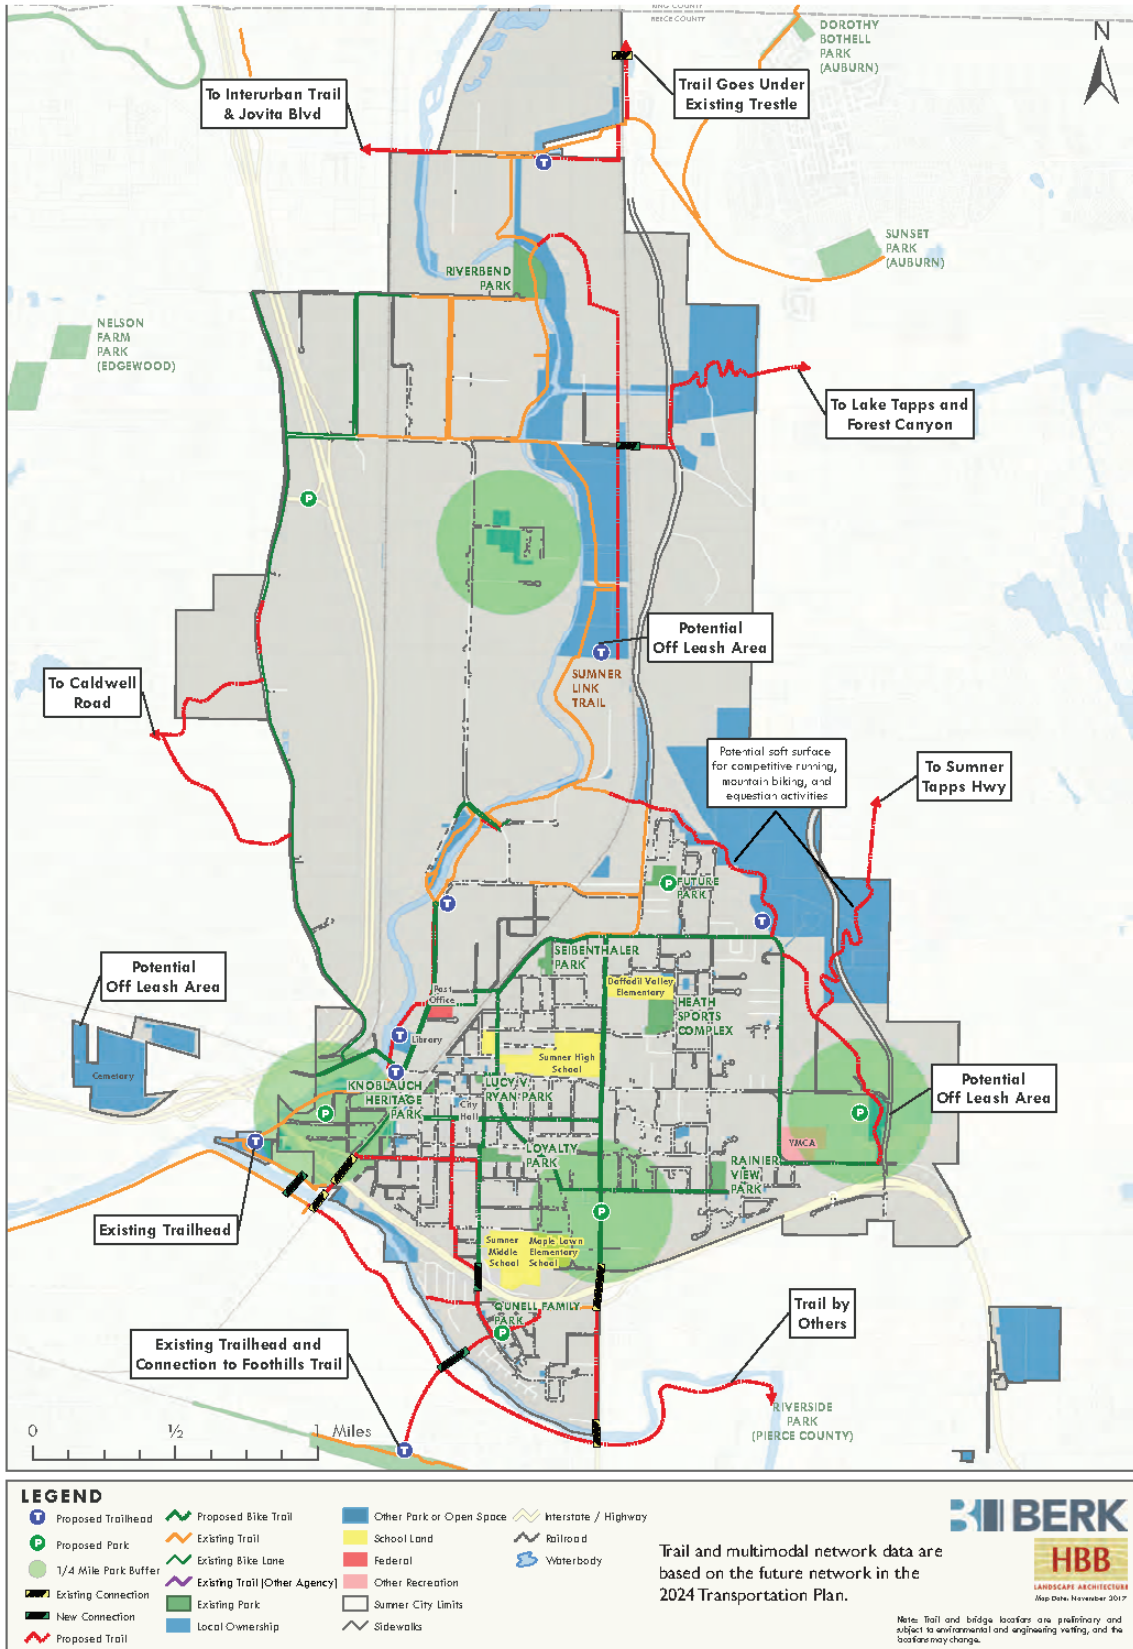 KING COUNTY
PIERCE COUNTY
DOROTHY
BOTHELL
PARK
(AUBURN)
N
Trail Goes Under
Existing Trestle
To Interurban Trail
& Jovita Blvd
T
SUNSET
PARK
(AUBURN)
RIVERBEND
PARK
NELSON
FARM
PARK
(EDGEWOOD)
To Lake Tapps and
Forest Canyon
P
Potential
Off Leash Area
T
SUMNER
LINK
TRAIL
To Caldwell
Road
Potential soft surface
for competitive running,
mountain biking, and
equestian activities
To Sumner
Tapps Hwy
P
FUTURE
PARK
T
T
SEIBENTHALER
PARK
Potential
Off Leash Area
Daffodil Valley
Elementary
Post
Office
HEATH
SPORTS
COMPLEX
T
Library
Sumner High
School
Cemetary
T
KNOBLAUCH
HERITAGE
PARK
LUCY V.
RYAN PARK
City
Hall
Potential
Off Leash Area
P
P
T
YMCA
LOYALTY
PARK
RAINIER
VIEW
PARK
Existing Trailhead
P
Sumner
Middle
School
Maple Lawn
Elementary
School
Trail by
Others
QUNELL FAMILY
PARK
P
Existing Trailhead and
Connection to Foothills Trail
RIVERSIDE
PARK
(PIERCE COUNTY)
0 ½ 1 Miles
T
LEGEND
T Proposed Trailhead
P Proposed Park
1/4 Mile Park Buffer
Existing Connection
New Connection
Proposed Trail
Proposed Bike Trail
Existing Trail
Existing Bike Lane
Existing Trail (Other Agency)
Existing Park
Local Ownership
Other Park or Open Space
School Land
Federal
Other Recreation
Sumner City Limits
Sidewalks
Interstate / Highway
Railroad
Waterbody
Trail and multimodal network data are
based on the future network in the
2024 Transportation Plan.
BERK
HBB
LANDSCAPE ARCHITECTURE
Map Date: November 2017
Note: Trail and bridge locations are preliminary and
subject to environmental and engineering vetting, and the
locations may change.